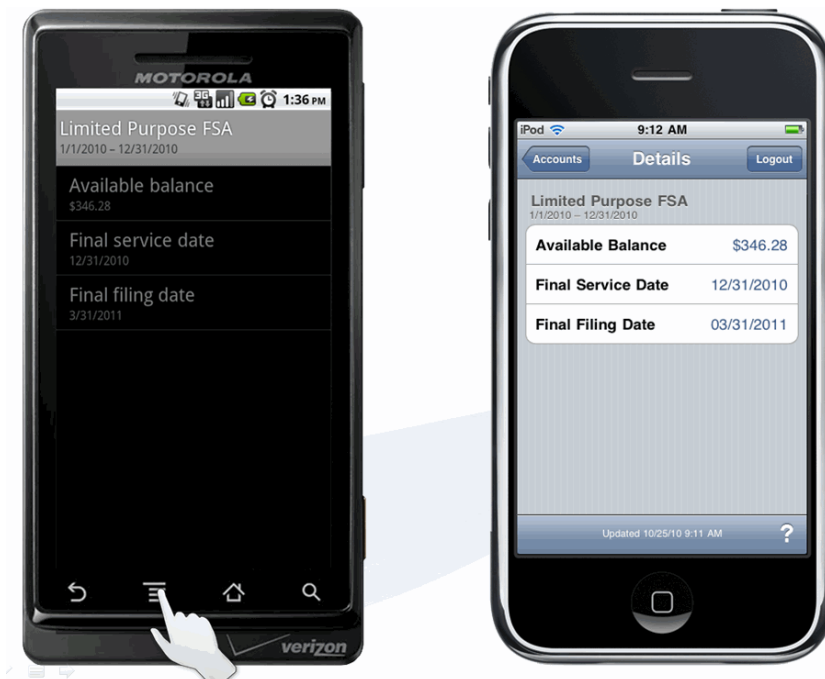 MOTOROLA
3G
1:36 PM
Limited Purpose FSA
1/1/2010 – 12/31/2010
Available balance
$346.28
Final service date
12/31/2010
Final filing date
3/31/2011
verizon
iPod
9:12 AM
Accounts
Details
Logout
Limited Purpose FSA
1/1/2010 – 12/31/2010
Available Balance
$346.28
Final Service Date
12/31/2010
Final Filing Date
03/31/2011
Updated 10/25/10 9:11 AM
?